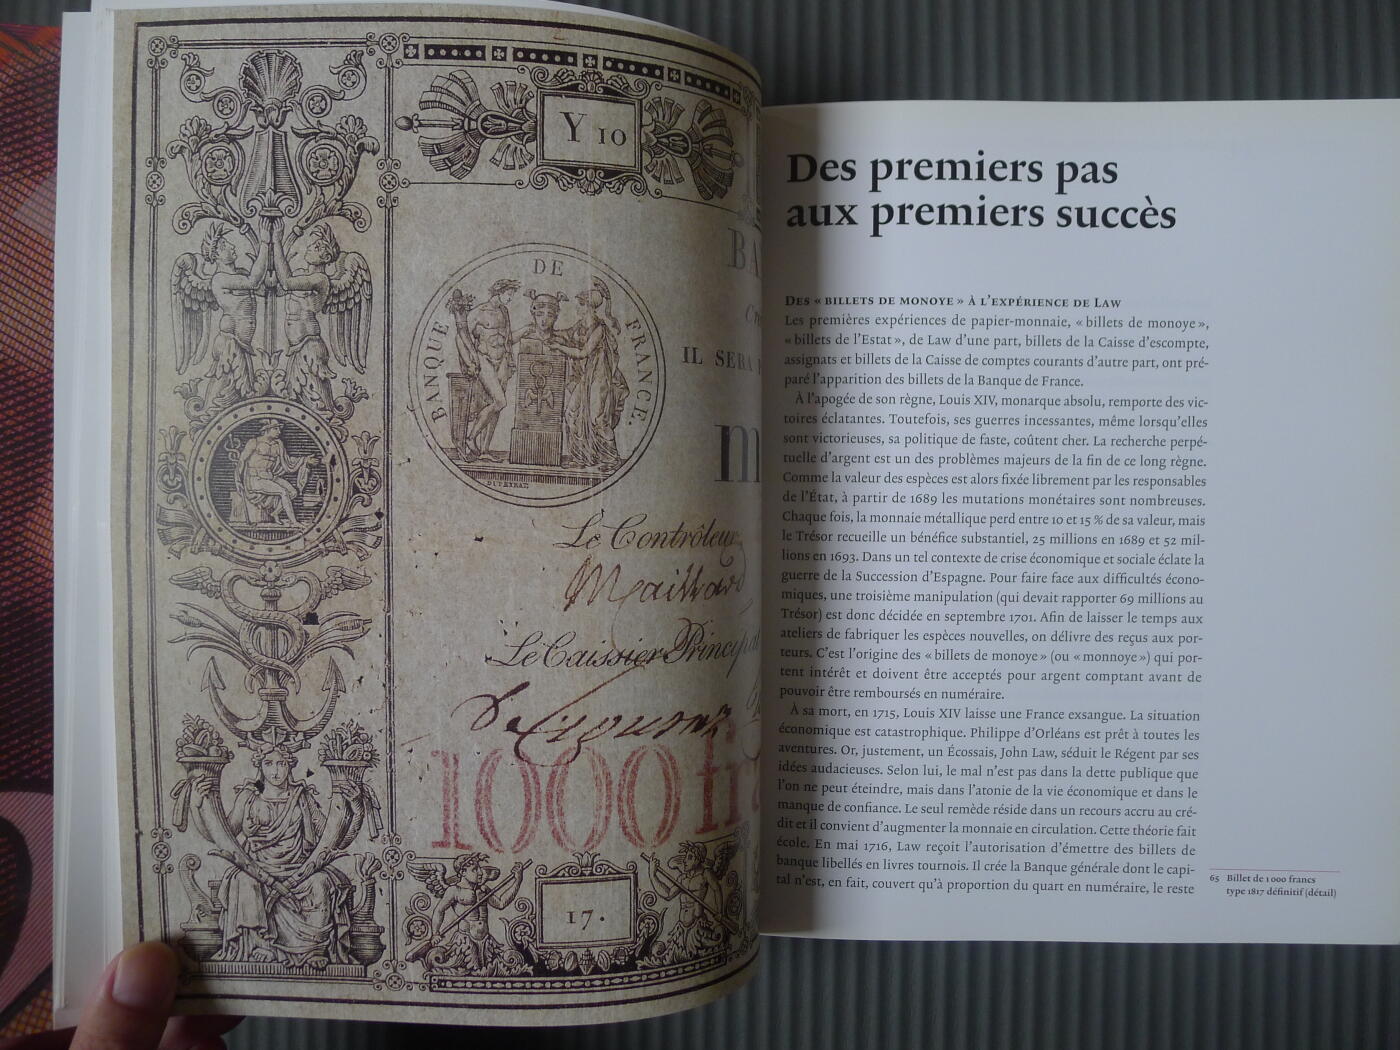 Y 10
BANQUE DE FRANCE.
DUPEYRAT.
BA
IL SERA
m
Le Contrôleur
Maillard
Le Caissier Principal
1000 fr
17.
Des premiers pas
aux premiers succès
DES « BILLETS DE MONOYE » À L'EXPÉRIENCE DE LAW
Les premières expériences de papier-monnaie, « billets de monoye »,
« billets de l'Estat », de Law d'une part, billets de la Caisse d'escompte,
assignats et billets de la Caisse de comptes courants d'autre part, ont pré-
paré l'apparition des billets de la Banque de France.
À l'apogée de son règne, Louis XIV, monarque absolu, remporte des vic-
toires éclatantes. Toutefois, ses guerres incessantes, même lorsqu'elles
sont victorieuses, sa politique de faste, coûtent cher. La recherche perpé-
tuelle d'argent est un des problèmes majeurs de la fin de ce long règne.
Comme la valeur des espèces est alors fixée librement par les responsables
de l'État, à partir de 1689 les mutations monétaires sont nombreuses.
Chaque fois, la monnaie métallique perd entre 10 et 15 % de sa valeur, mais
le Trésor recueille un bénéfice substantiel, 25 millions en 1689 et 52 mil-
lions en 1693. Dans un tel contexte de crise économique et sociale éclate la
guerre de la Succession d'Espagne. Pour faire face aux difficultés écono-
miques, une troisième manipulation (qui devait rapporter 69 millions au
Trésor) est donc décidée en septembre 1701. Afin de laisser le temps aux
ateliers de fabriquer les espèces nouvelles, on délivre des reçus aux por-
teurs. C'est l'origine des « billets de monoye » (ou « monnoye ») qui por-
tent intérêt et doivent être acceptés pour argent comptant avant de
pouvoir être remboursés en numéraire.
À sa mort, en 1715, Louis XIV laisse une France exsangue. La situation
économique est catastrophique. Philippe d'Orléans est prêt à toutes les
aventures. Or, justement, un Écossais, John Law, séduit le Régent par ses
idées audacieuses. Selon lui, le mal n'est pas dans la dette publique que
l'on ne peut éteindre, mais dans l'atonie de la vie économique et dans le
manque de confiance. Le seul remède réside dans un recours accru au cré-
dit et il convient d'augmenter la monnaie en circulation. Cette théorie fait
école. En mai 1716, Law reçoit l'autorisation d'émettre des billets de
banque libellés en livres tournois. Il crée la Banque générale dont le capi-
tal n'est, en fait, couvert qu'à proportion du quart en numéraire, le reste
65 Billet de 1 000 francs
type 1817 définitif (détail)